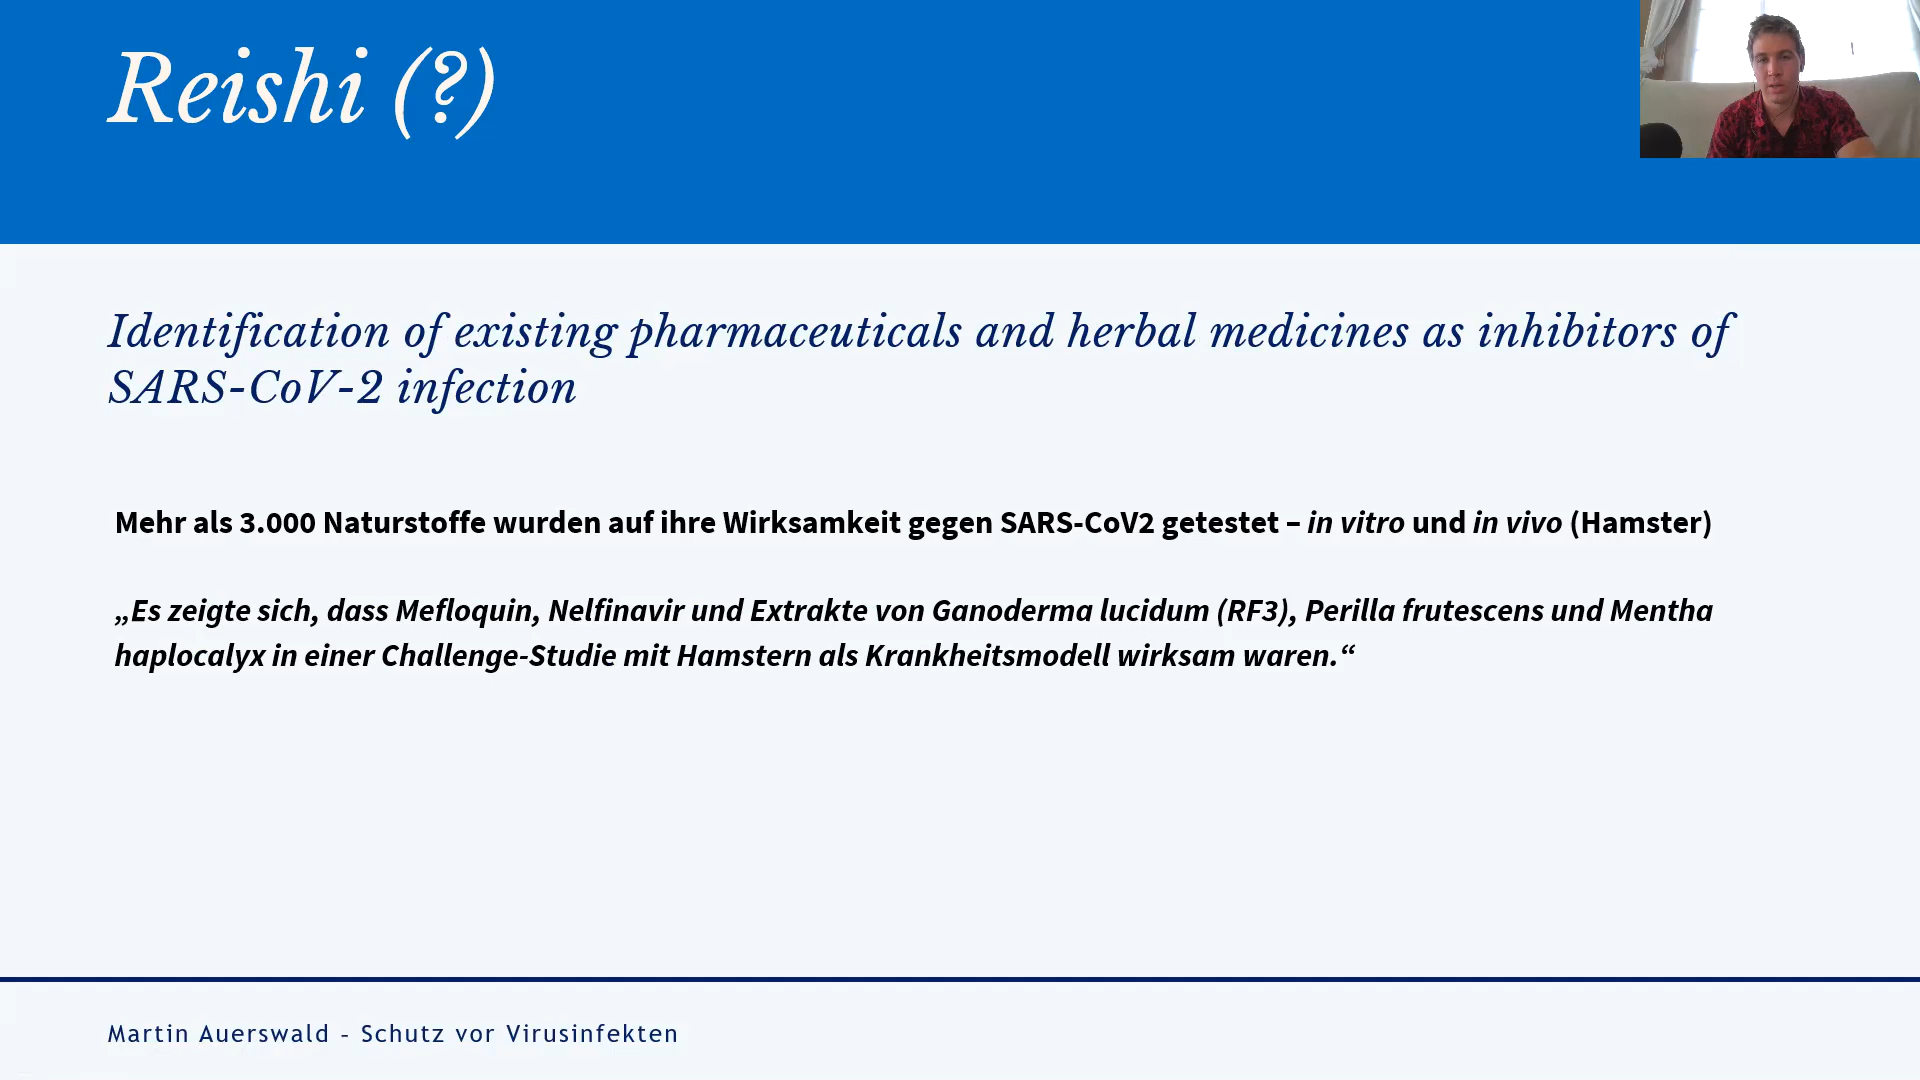 Reishi (?)
Identification of existing pharmaceuticals and herbal medicines as inhibitors of
SARS-CoV-2 infection
Mehr als 3.000 Naturstoffe wurden auf ihre Wirksamkeit gegen SARS-CoV2 getestet – in vitro und in vivo (Hamster)
„Es zeigte sich, dass Mefloquin, Nelfinavir und Extrakte von Ganoderma lucidum (RF3), Perilla frutescens und Mentha
haplocalyx in einer Challenge-Studie mit Hamstern als Krankheitsmodell wirksam waren.“
Martin Auerswald – Schutz vor Virusinfekten